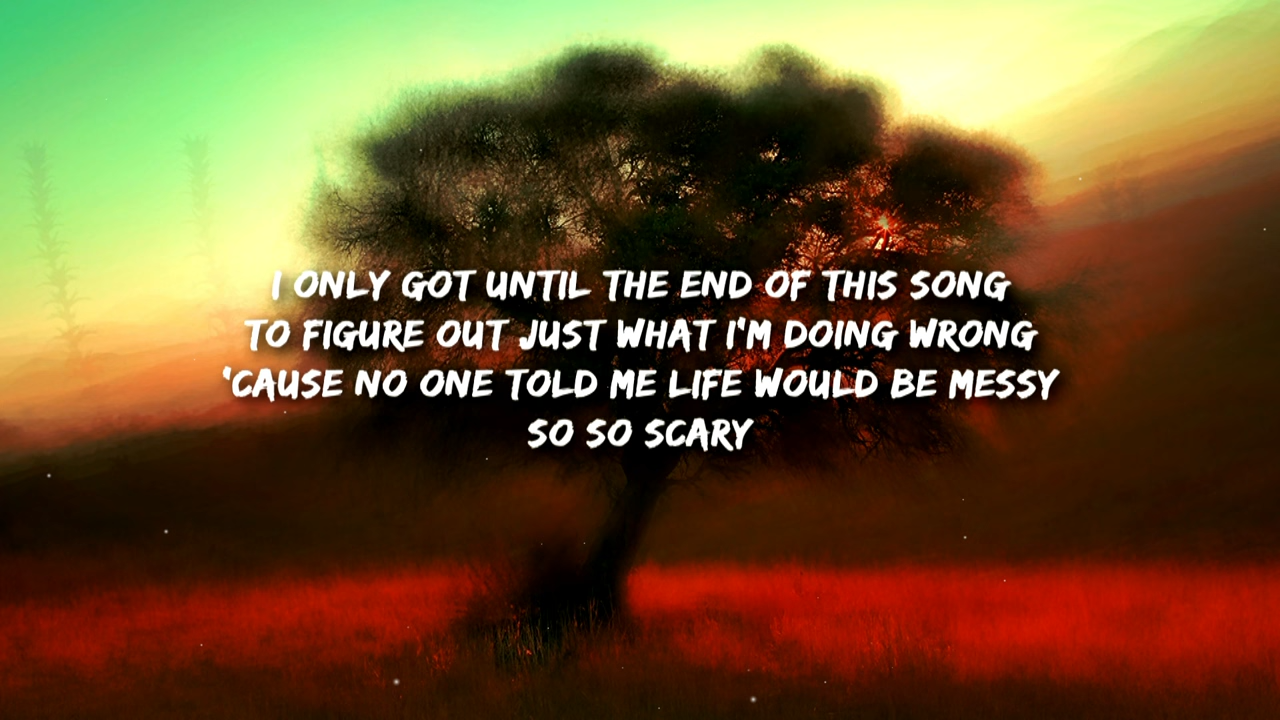 I ONLY GOT UNTIL THE END OF THIS SONG
TO FIGURE OUT JUST WHAT I'M DOING WRONG
'CAUSE NO ONE TOLD ME LIFE WOULD BE MESSY
SO SO SCARY